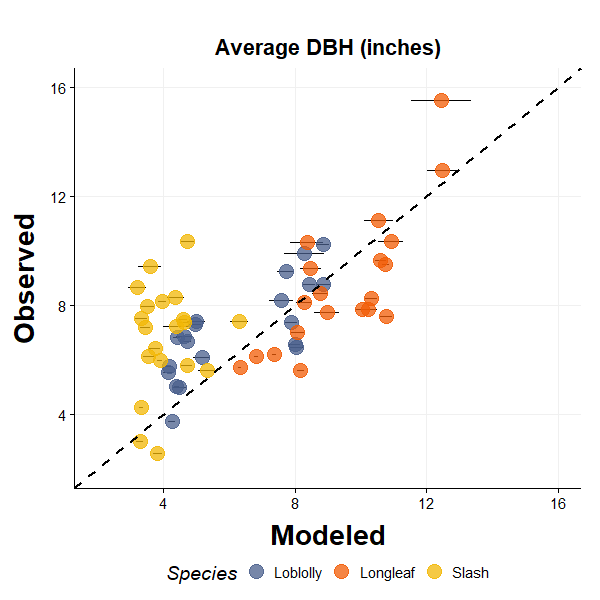 Average DBH (inches)
Observed
16
12
8
4
4 8 12 16
Modeled
Species Loblolly Longleaf Slash